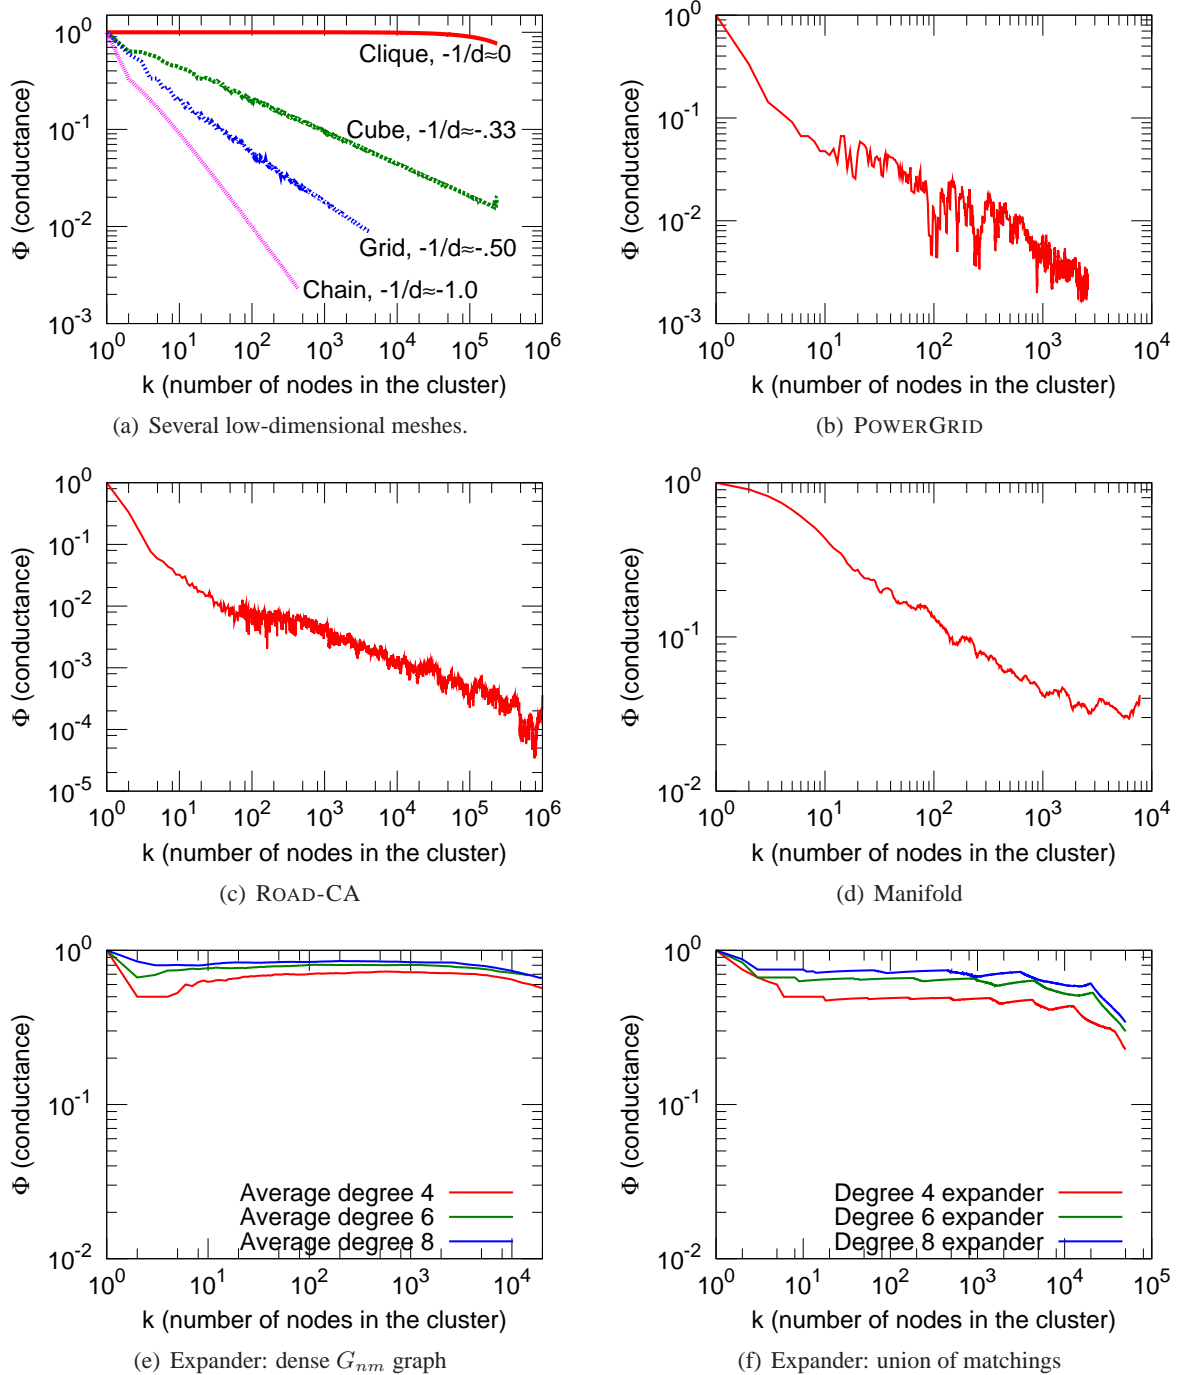 10^0
10^-1
10^-2
10^-3
Φ (conductance)
Clique, -1/d≈0
Cube, -1/d≈-.33
Grid, -1/d≈-.50
Chain, -1/d≈-1.0
10^0 10^1 10^2 10^3 10^4 10^5 10^6
k (number of nodes in the cluster)
(a) Several low-dimensional meshes.
10^0
10^-1
10^-2
10^-3
Φ (conductance)
10^0 10^1 10^2 10^3 10^4
k (number of nodes in the cluster)
(b) POWERGRID
10^0
10^-1
10^-2
10^-3
10^-4
10^-5
Φ (conductance)
10^0 10^1 10^2 10^3 10^4 10^5 10^6
k (number of nodes in the cluster)
(c) ROAD-CA
10^0
10^-1
10^-2
Φ (conductance)
10^0 10^1 10^2 10^3 10^4
k (number of nodes in the cluster)
(d) Manifold
10^0
10^-1
10^-2
Φ (conductance)
Average degree 4
Average degree 6
Average degree 8
10^0 10^1 10^2 10^3 10^4
k (number of nodes in the cluster)
(e) Expander: dense G_nm graph
10^0
10^-1
10^-2
Φ (conductance)
Degree 4 expander
Degree 6 expander
Degree 8 expander
10^0 10^1 10^2 10^3 10^4 10^5
k (number of nodes in the cluster)
(f) Expander: union of matchings